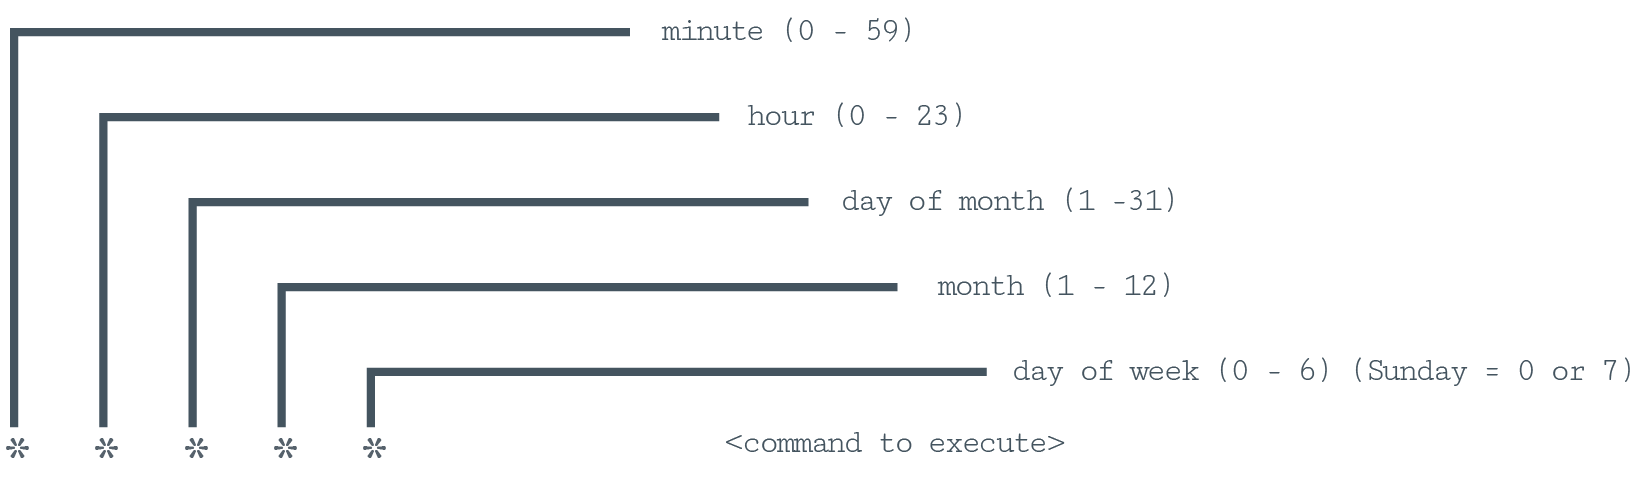 minute (0 - 59)
hour (0 - 23)
day of month (1 -31)
month (1 - 12)
day of week (0 - 6) (Sunday = 0 or 7)
* * * * * <command to execute>